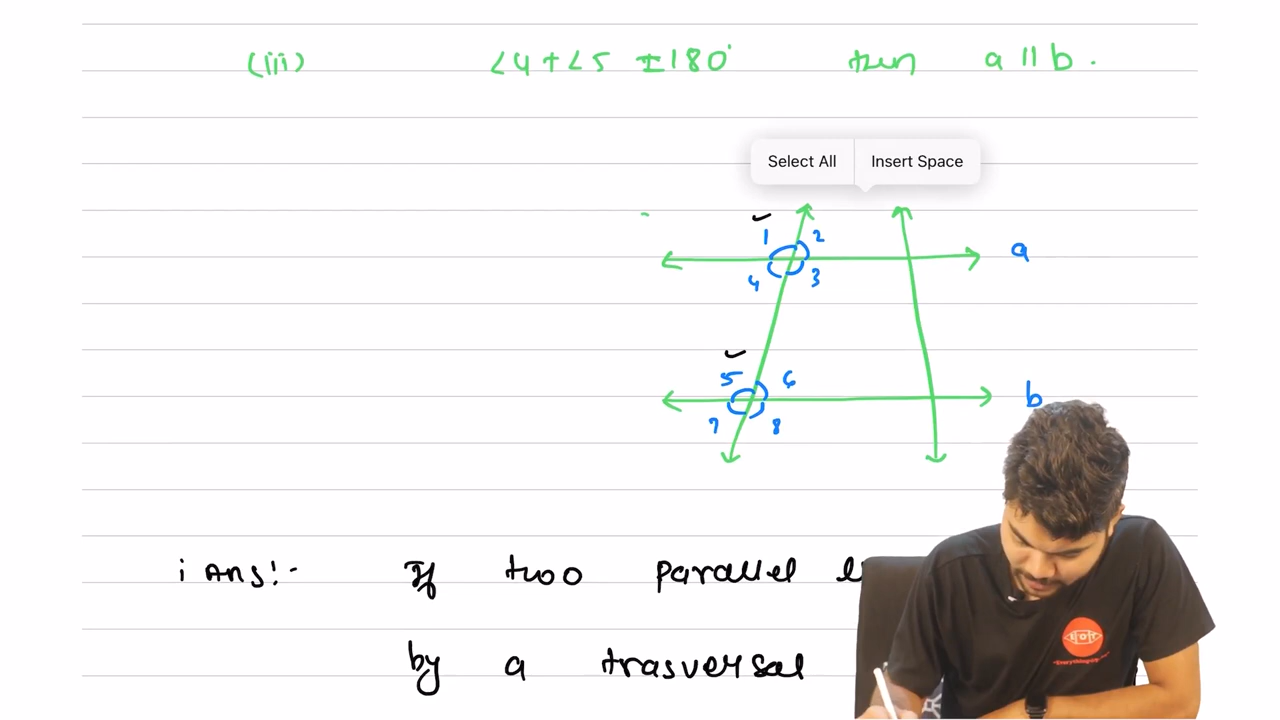 (iii) ∠4+∠5 = 180° then a ॥ b.
Select All Insert Space
1 2
a
4 3
5 6
b
7 8
i Ans:- If two parallel
by a trasversal